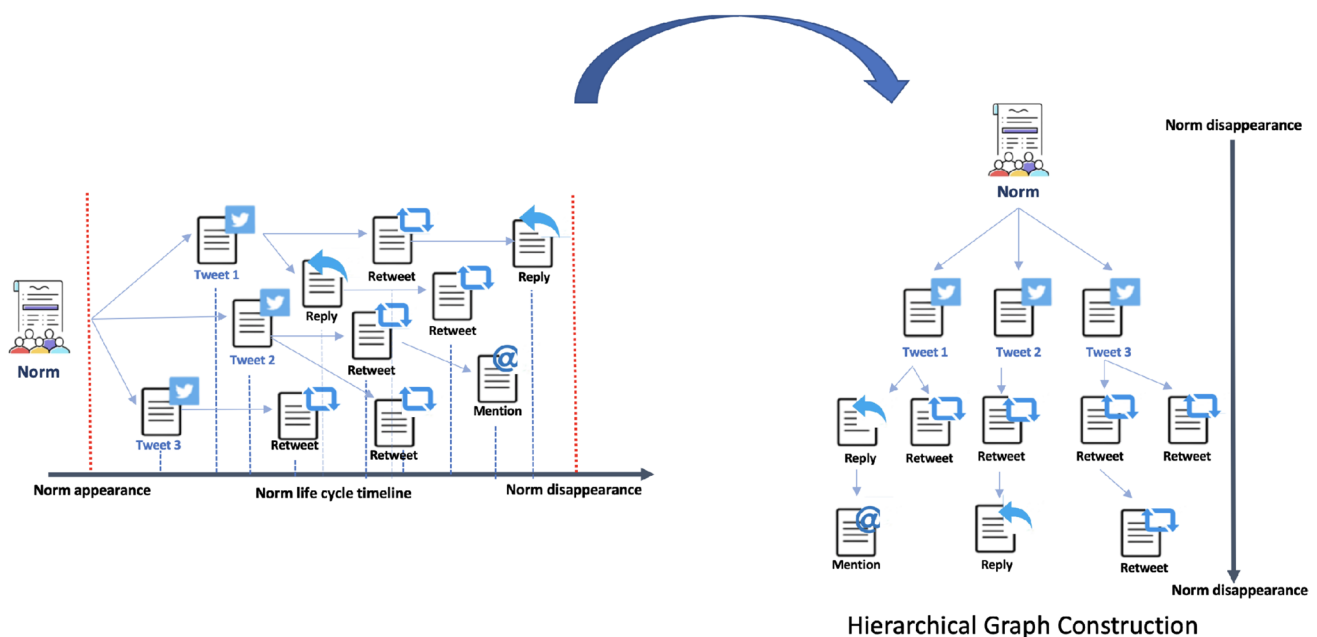 Norm
Tweet 1
Retweet
Reply
Reply
Retweet
Tweet 2
Retweet
Mention
Tweet 3
Retweet
Retweet
Norm appearance
Norm life cycle timeline
Norm disappearance
Norm disappearance
Norm
Tweet 1
Tweet 2
Tweet 3
Reply
Retweet
Retweet
Retweet
Retweet
Mention
Reply
Retweet
Norm disappearance
Hierarchical Graph Construction